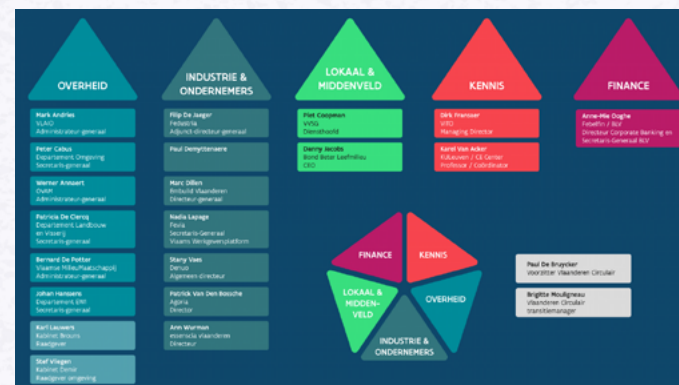 OVERHEID
Mark Andries
VLAIO
Administrateur-generaal
Peter Cabus
Departement Omgeving
Secretaris-generaal
Werner Annaert
OVAM
Administrateur-generaal
Patricia De Clercq
Departement Landbouw
en Visserij
Secretaris-generaal
Bernard De Potter
Vlaamse MilieuMaatschappij
Administrateur-generaal
Johan Hanssens
Departement EWI
Secretaris-generaal
Karl Lauwers
Kabinet Brouns
Raadgever
Stef Vliegen
Kabinet Demir
Raadgever omgeving
INDUSTRIE &
ONDERNEMERS
Filip De Jaeger
Fedustria
Adjunct-directeur-generaal
Paul Demyttenaere
Marc Dillen
Embuild Vlaanderen
Directeur-generaal
Nadia Lapage
Fevia
Secretaris-Generaal
Vlaams Werkgeversplatform
Stany Vaes
Denuo
Algemeen directeur
Patrick Van Den Bossche
Agoria
Director
Ann Wurman
essenscia vlaanderen
Directeur
LOKAAL &
MIDDENVELD
Piet Coopman
VVSG
Diensthoofd
Danny Jacobs
Bond Beter Leefmilieu
CEO
KENNIS
Dirk Fransaer
VITO
Managing Director
Karel Van Acker
KULeuven / CE Center
Professor / Coördinator
FINANCE
Anne-Mie Ooghe
Febelfin / BLV
Directeur Corporate Banking en
Secretaris-Generaal BLV
FINANCE
KENNIS
LOKAAL &
MIDDEN-
VELD
OVERHEID
INDUSTRIE &
ONDERNEMERS
Paul De Bruycker
Voorzitter Vlaanderen Circulair
Brigitte Mouligneau
Vlaanderen Circulair
transitiemanager